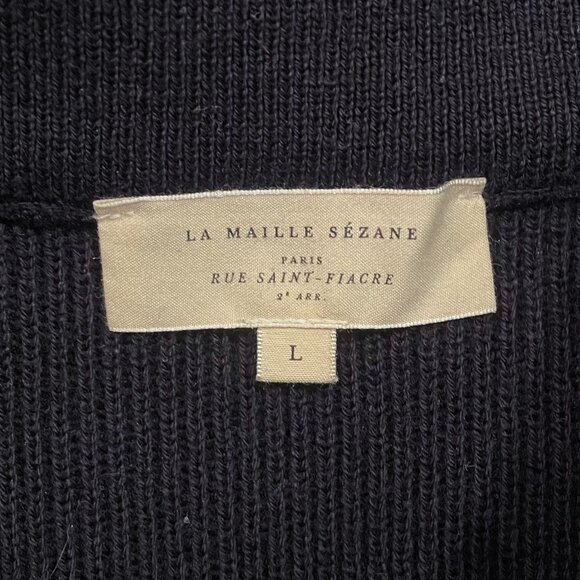 LA MAILLE SÉZANE
PARIS
RUE SAINT-FIACRE
2e ARR.
L